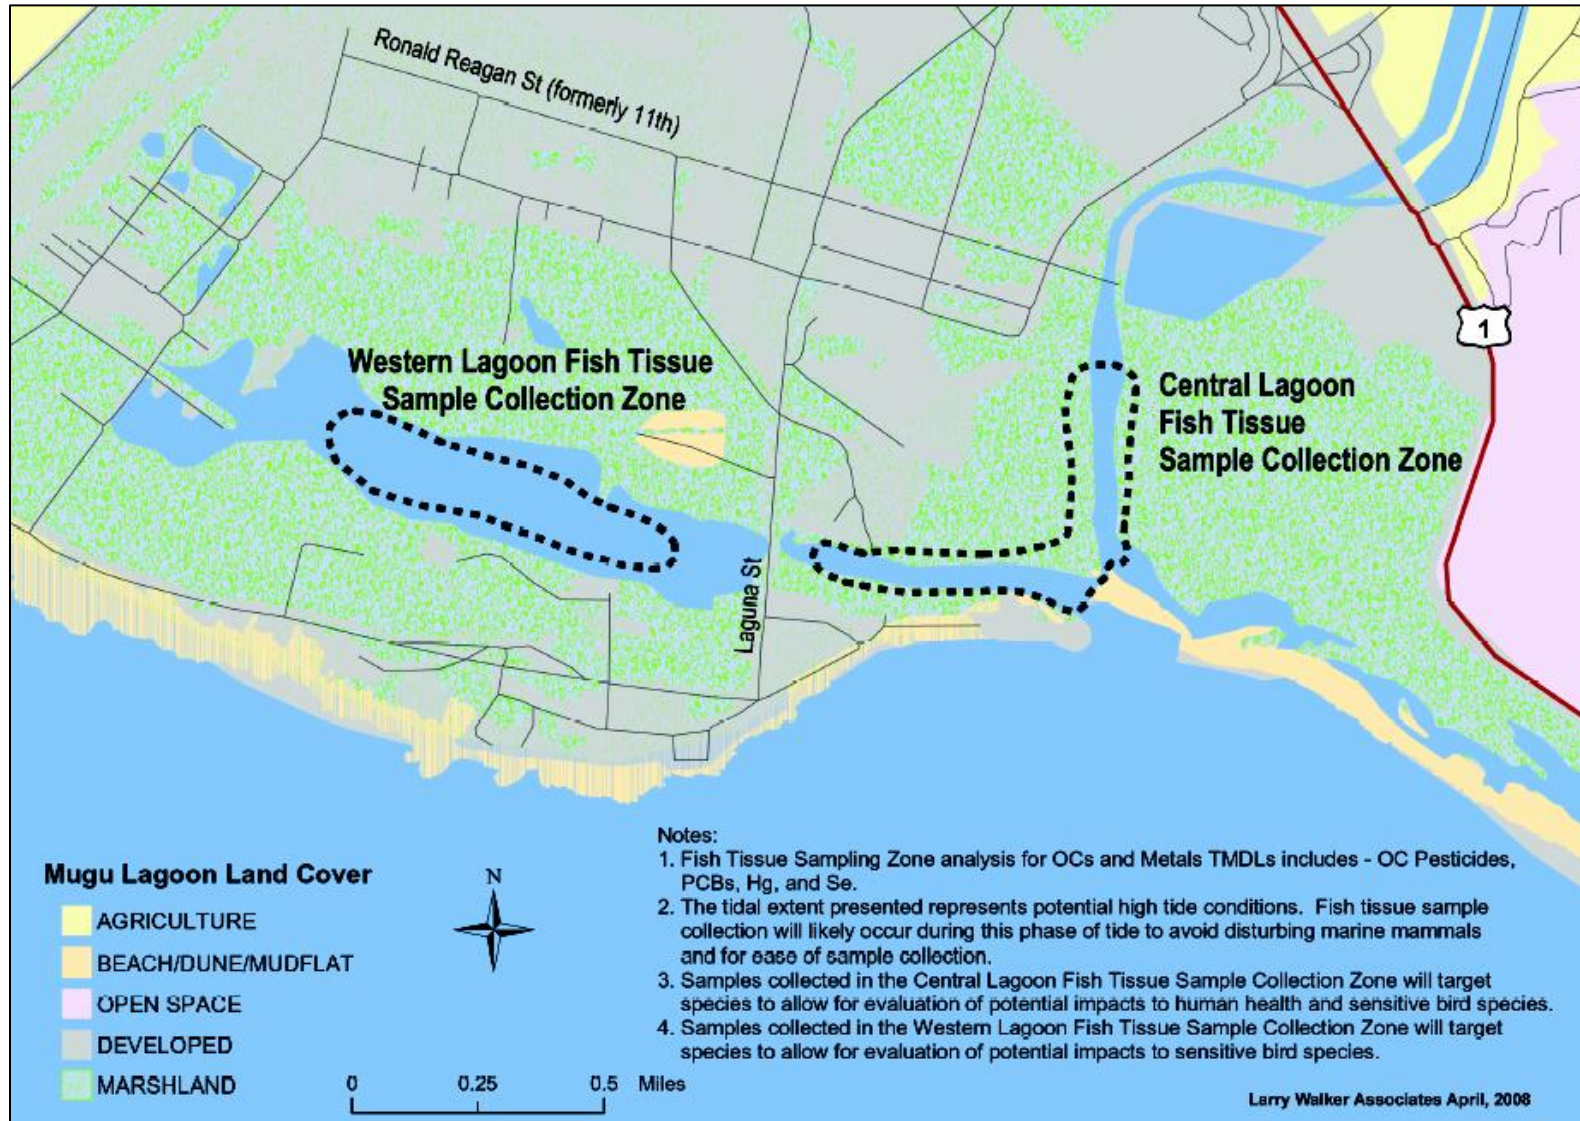 Ronald Reagan St (formerly 11th)
1
Western Lagoon Fish Tissue
Sample Collection Zone
Central Lagoon
Fish Tissue
Sample Collection Zone
Laguna St
Mugu Lagoon Land Cover
AGRICULTURE
BEACH/DUNE/MUDFLAT
OPEN SPACE
DEVELOPED
MARSHLAND
N
0 0.25 0.5 Miles
Notes:
1. Fish Tissue Sampling Zone analysis for OCs and Metals TMDLs includes - OC Pesticides,
PCBs, Hg, and Se.
2. The tidal extent presented represents potential high tide conditions. Fish tissue sample
collection will likely occur during this phase of tide to avoid disturbing marine mammals
and for ease of sample collection.
3. Samples collected in the Central Lagoon Fish Tissue Sample Collection Zone will target
species to allow for evaluation of potential impacts to human health and sensitive bird species.
4. Samples collected in the Western Lagoon Fish Tissue Sample Collection Zone will target
species to allow for evaluation of potential impacts to sensitive bird species.
Larry Walker Associates April, 2008